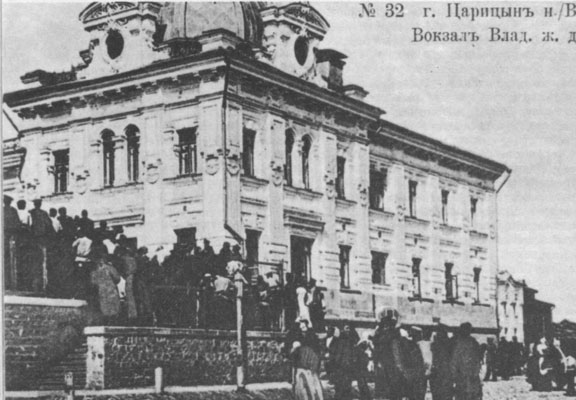 № 32 г. Царицынъ н./В
Вокзалъ Влад. ж. д